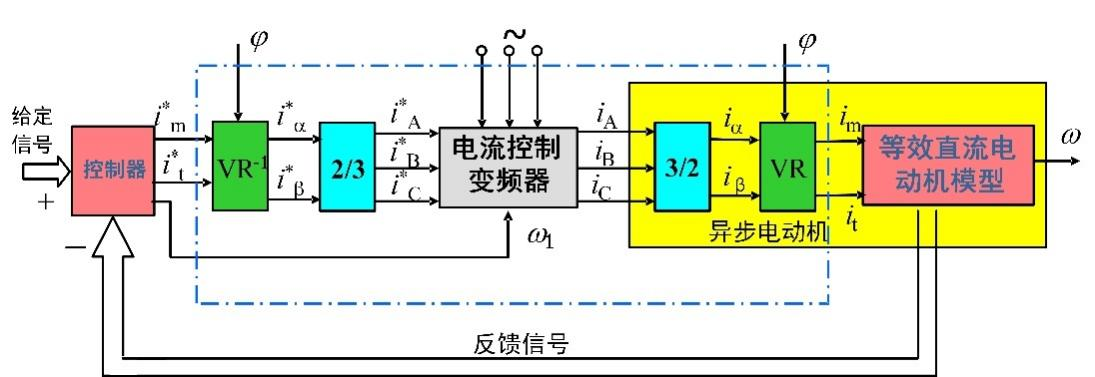 φ
~
φ
给定
信号
+
控制器
i*m
i*t
VR-1
i*α
i*β
2/3
i*A
i*B
i*C
电流控制
变频器
iA
iB
iC
3/2
iα
iβ
VR
im
it
等效直流电
动机模型
ω
异步电动机
ω1
−
反馈信号